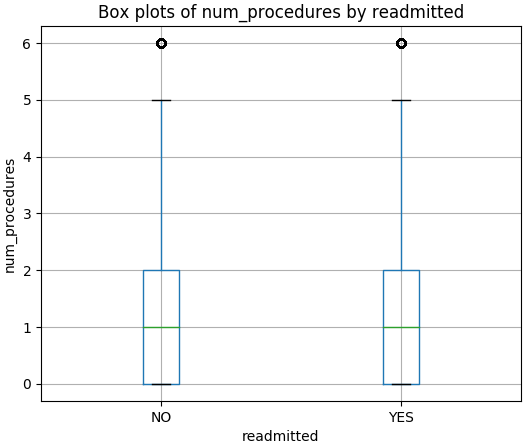 Box plots of num_procedures by readmitted
6
5
4
3
2
1
0
num_procedures
NO YES
readmitted